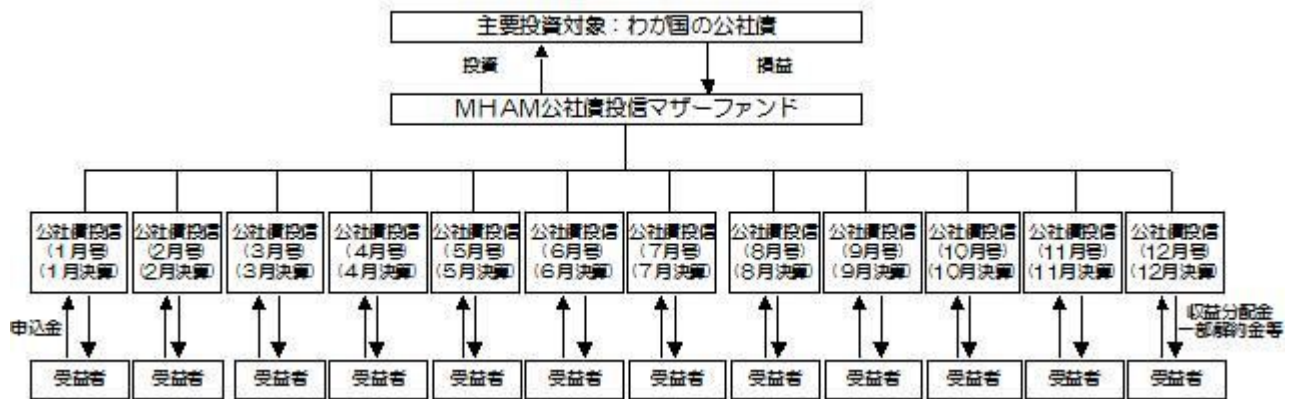 主要投資対象：わが国の公社債
投資
損益
MHAM公社債投信マザーファンド
公社債投信
(1月号)
(1月決算)
公社債投信
(2月号)
(2月決算)
公社債投信
(3月号)
(3月決算)
公社債投信
(4月号)
(4月決算)
公社債投信
(5月号)
(5月決算)
公社債投信
(6月号)
(6月決算)
公社債投信
(7月号)
(7月決算)
公社債投信
(8月号)
(8月決算)
公社債投信
(9月号)
(9月決算)
公社債投信
(10月号)
(10月決算)
公社債投信
(11月号)
(11月決算)
公社債投信
(12月号)
(12月決算)
申込金
収益分配金
一部解約金等
受益者
受益者
受益者
受益者
受益者
受益者
受益者
受益者
受益者
受益者
受益者
受益者